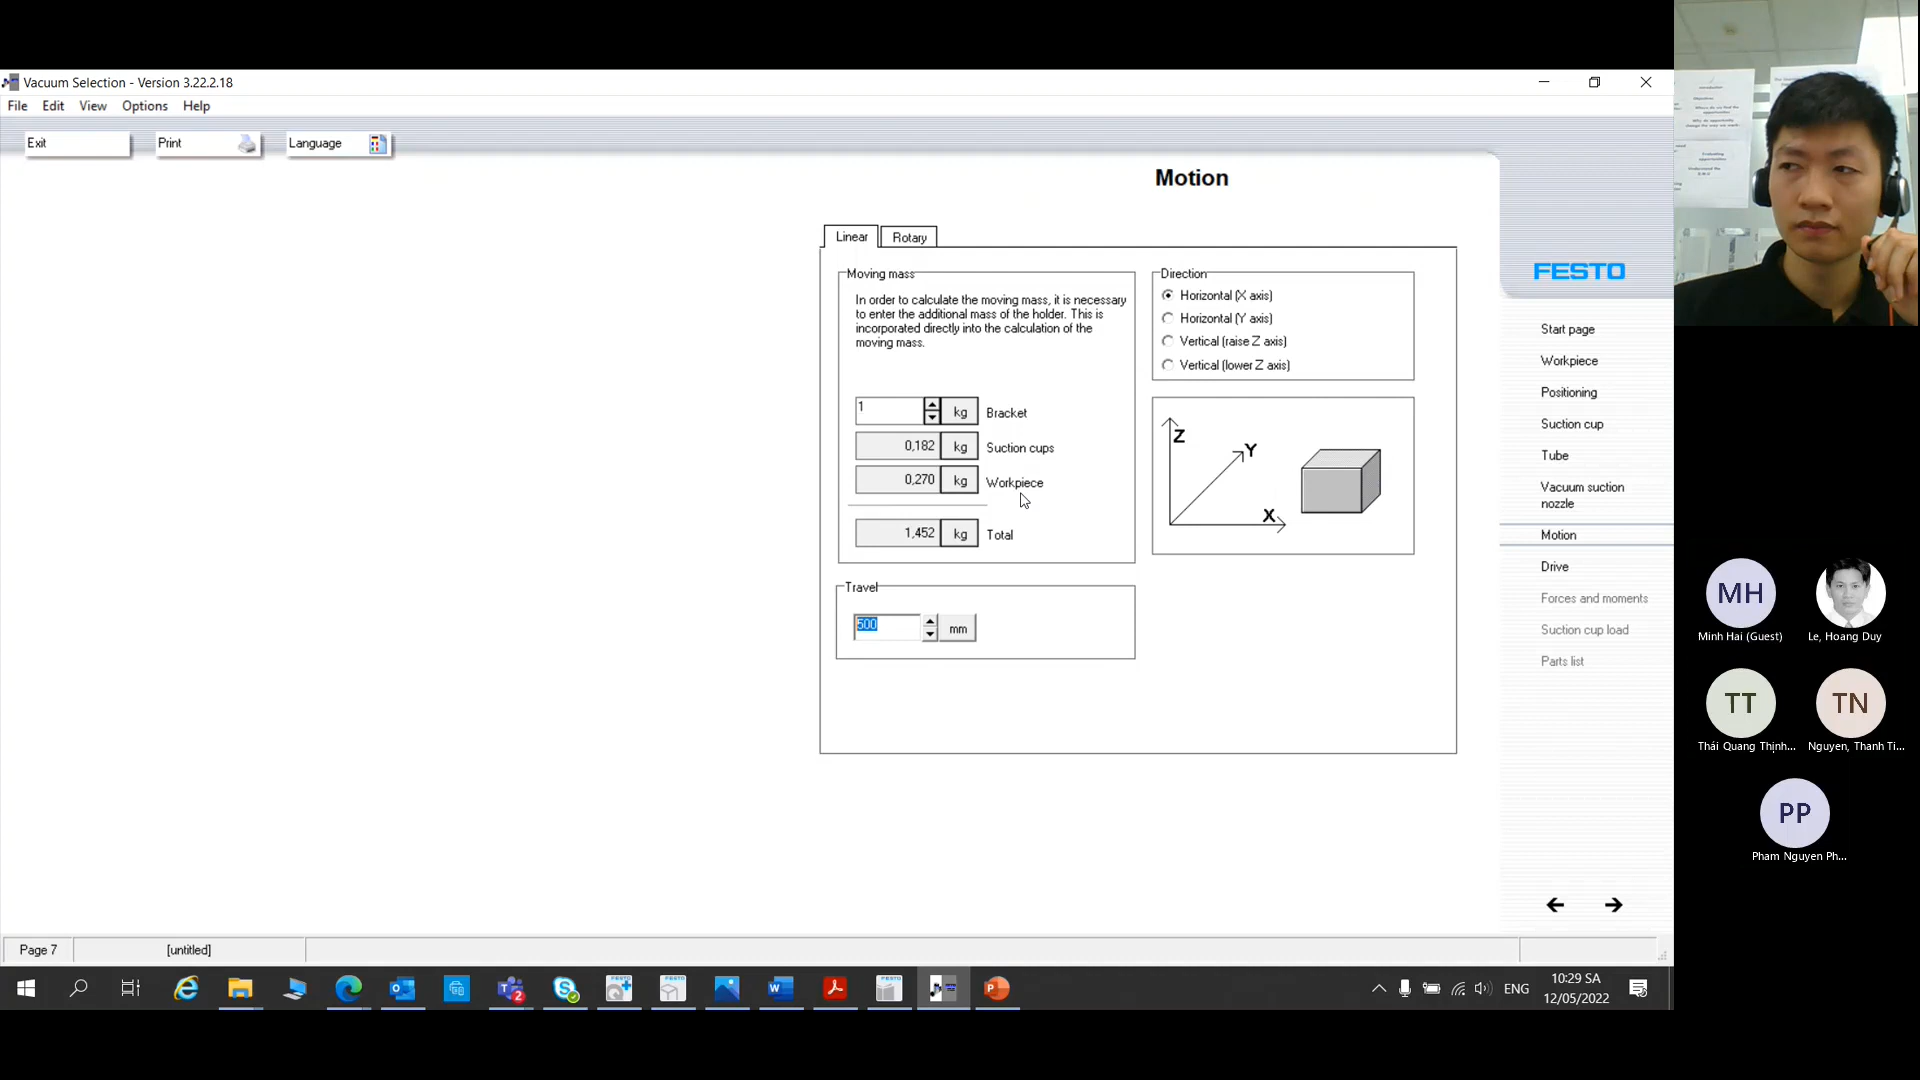 Vacuum Selection - Version 3.22.2.18
File Edit View Options Help
Exit Print Language
Motion
Linear Rotary
Moving mass
In order to calculate the moving mass, it is necessary
to enter the additional mass of the holder. This is
incorporated directly into the calculation of the
moving mass.
1 kg Bracket
0,182 kg Suction cups
0,270 kg Workpiece
1,452 kg Total
Travel
500 mm
Direction
Horizontal (X axis)
Horizontal (Y axis)
Vertical (raise Z axis)
Vertical (lower Z axis)
Z
Y
X
FESTO
Start page
Workpiece
Positioning
Suction cup
Tube
Vacuum suction
nozzle
Motion
Drive
Forces and moments
Suction cup load
Parts list
Page 7 [untitled]
ENG
10:29 SA
12/05/2022
MH
Minh Hai (Guest)
Le, Hoang Duy
TT
Thái Quang Thịnh...
TN
Nguyen, Thanh Ti...
PP
Pham Nguyen Ph...